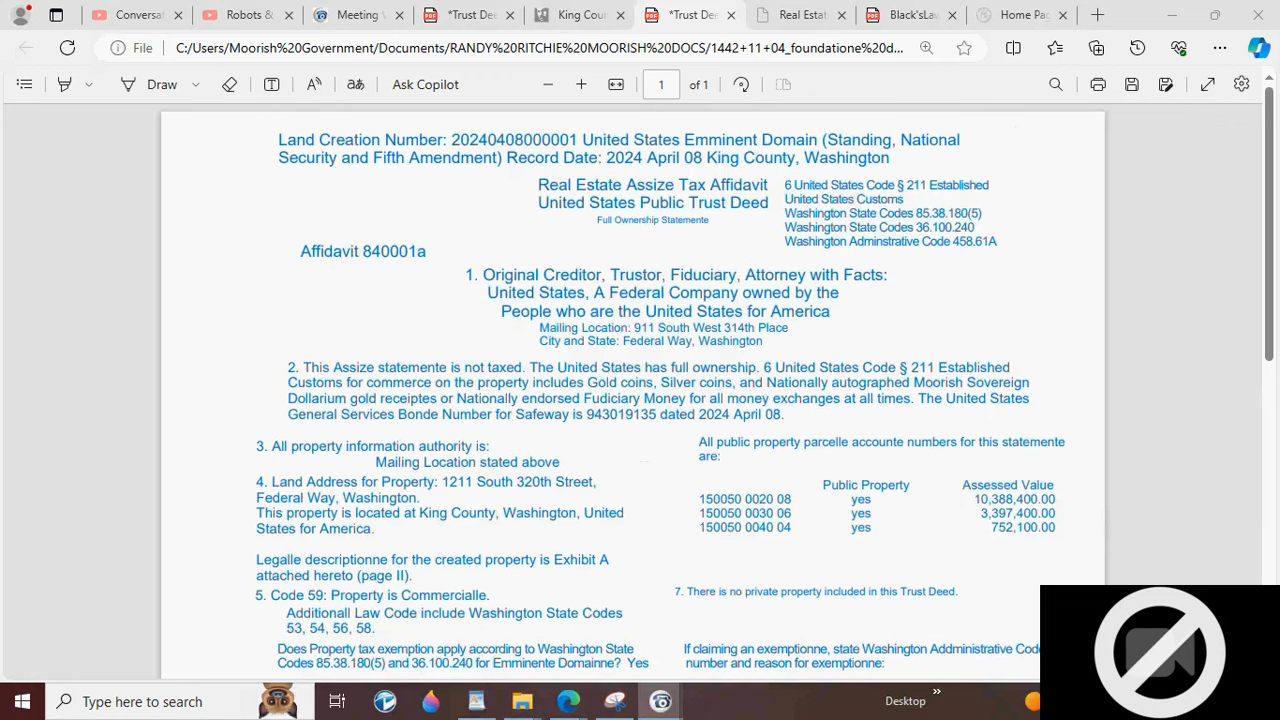 Conversat
Robots &
Meeting V
*Trust Dee
King Cour
*Trust Dee
Real Estat
Black'sLaw
Home Pag
File
C:/Users/Moorish%20Government/Documents/RANDY%20RITCHIE%20MOORISH%20DOCS/1442+11+04_foundatione%20d...
Draw
Ask Copilot
1 of 1
Land Creation Number: 20240408000001 United States Emminent Domain (Standing, National
Security and Fifth Amendment) Record Date: 2024 April 08 King County, Washington
Real Estate Assize Tax Affidavit
United States Public Trust Deed
Full Ownership Statemente
6 United States Code § 211 Established
United States Customs
Washington State Codes 85.38.180(5)
Washington State Codes 36.100.240
Washington Adminstrative Code 458.61A
Affidavit 840001a
1. Original Creditor, Trustor, Fiduciary, Attorney with Facts:
United States, A Federal Company owned by the
People who are the United States for America
Mailing Location: 911 South West 314th Place
City and State: Federal Way, Washington
2. This Assize statemente is not taxed. The United States has full ownership. 6 United States Code § 211 Established
Customs for commerce on the property includes Gold coins, Silver coins, and Nationally autographed Moorish Sovereign
Dollarium gold receiptes or Nationally endorsed Fudiciary Money for all money exchanges at all times. The United States
General Services Bonde Number for Safeway is 943019135 dated 2024 April 08.
3. All property information authority is:
Mailing Location stated above
4. Land Address for Property: 1211 South 320th Street,
Federal Way, Washington.
This property is located at King County, Washington, United
States for America.
Legalle descriptionne for the created property is Exhibit A
attached hereto (page II).
5. Code 59: Property is Commercialle.
Additionall Law Code include Washington State Codes
53, 54, 56, 58.
Does Property tax exemption apply according to Washington State
Codes 85.38.180(5) and 36.100.240 for Emminente Domainne? Yes
All public property parcelle accounte numbers for this statemente
are:
Public Property Assessed Value
150050 0020 08 yes 10,388,400.00
150050 0030 06 yes 3,397,400.00
150050 0040 04 yes 752,100.00
7. There is no private property included in this Trust Deed.
If claiming an exemptionne, state Washington Addministrative Cod
number and reason for exemptionne:
Type here to search
Desktop